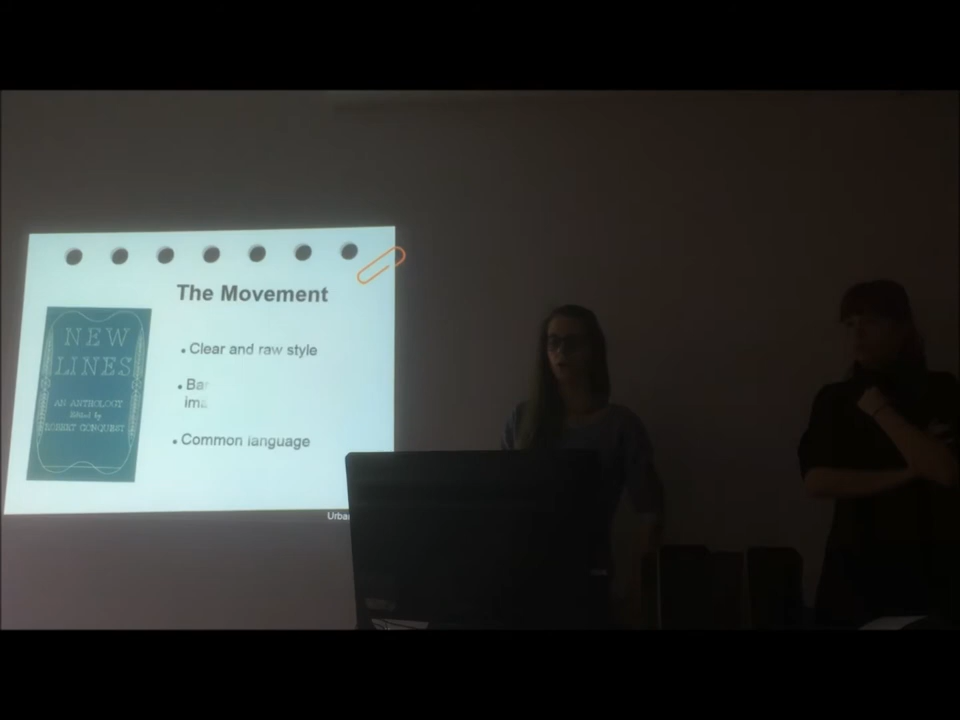 The Movement
NEW
LINES
AN ANTHOLOGY
Edited by
ROBERT CONQUEST
• Clear and raw style
• Common language